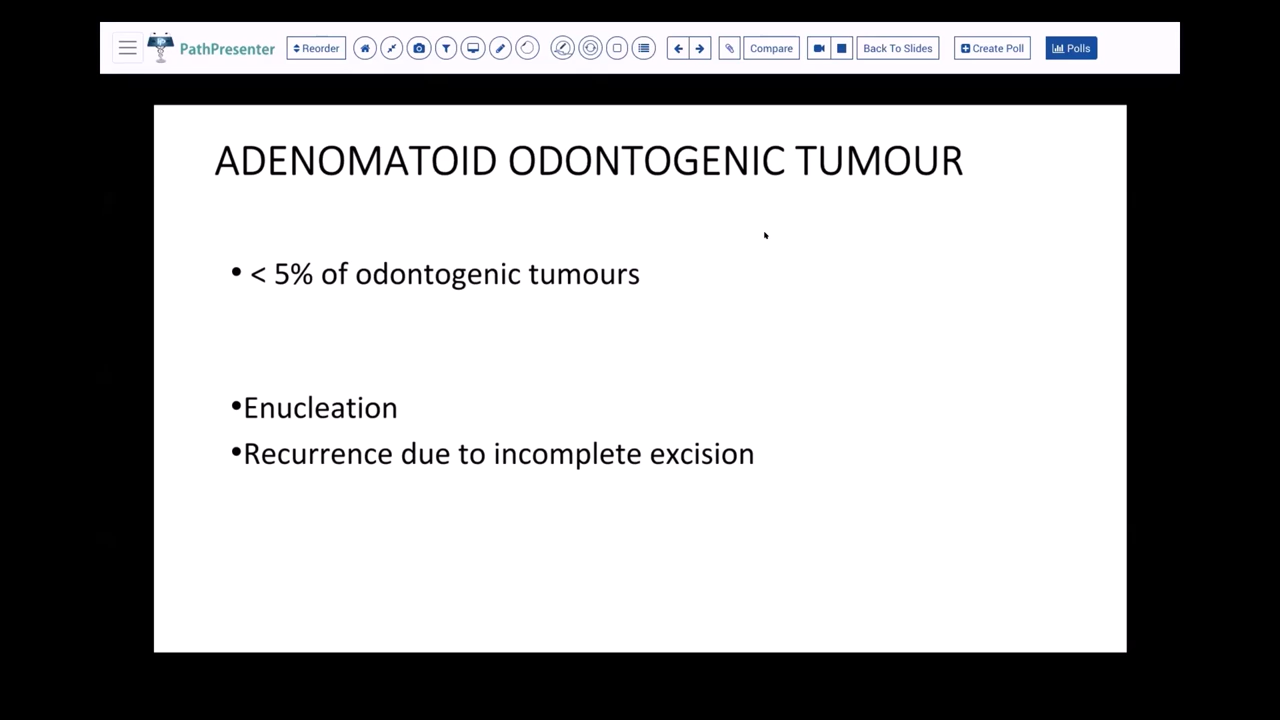 PathPresenter Reorder Compare Back To Slides Create Poll Polls
ADENOMATOID ODONTOGENIC TUMOUR
• < 5% of odontogenic tumours
•Enucleation
•Recurrence due to incomplete excision